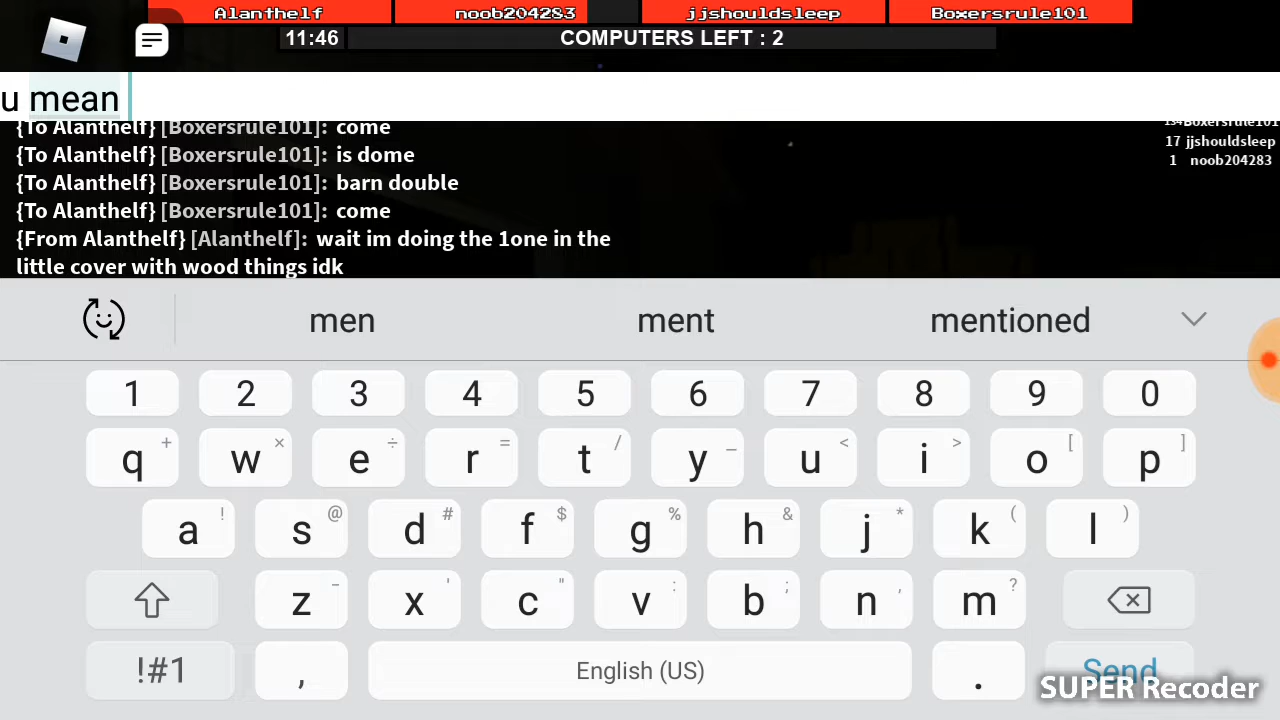 Alanthelf noob204283 jjshouldsleep Boxersrule101
11:46 COMPUTERS LEFT : 2
u mean
{To Alanthelf} [Boxersrule101]: come
{To Alanthelf} [Boxersrule101]: is dome
{To Alanthelf} [Boxersrule101]: barn double
{To Alanthelf} [Boxersrule101]: come
{From Alanthelf} [Alanthelf]: wait im doing the 1one in the
little cover with wood things idk
Boxersrule101
17 jjshouldsleep
1 noob204283
men ment mentioned
1 2 3 4 5 6 7 8 9 0
q + w × e ÷ r = t / y _ u < i > o [ p ]
a ! s @ d # f $ g % h & j * k ( l )
z - x ' c " v : b ; n , m ?
!#1 , English (US) . Send
SUPER Recoder